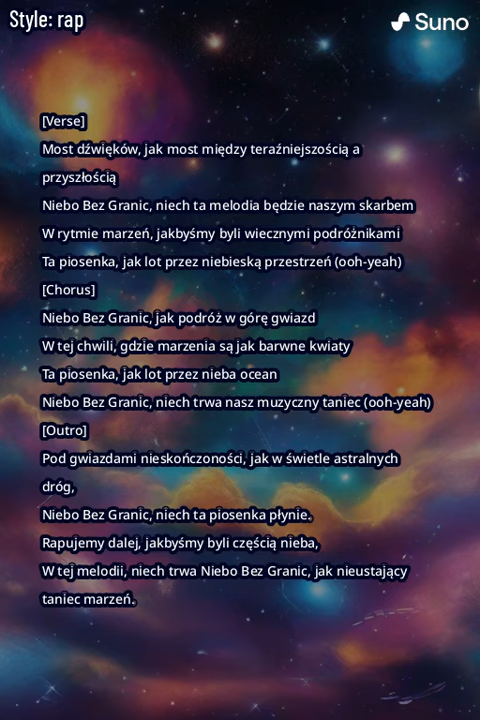 Style: rap
Suno
[Verse]
Most dźwięków, jak most między teraźniejszością a
przyszłością
Niebo Bez Granic, niech ta melodia będzie naszym skarbem
W rytmie marzeń, jakbyśmy byli wiecznymi podróżnikami
Ta piosenka, jak lot przez niebieską przestrzeń (ooh-yeah)
[Chorus]
Niebo Bez Granic, jak podróż w górę gwiazd
W tej chwili, gdzie marzenia są jak barwne kwiaty
Ta piosenka, jak lot przez nieba ocean
Niebo Bez Granic, niech trwa nasz muzyczny taniec (ooh-yeah)
[Outro]
Pod gwiazdami nieskończoności, jak w świetle astralnych
dróg,
Niebo Bez Granic, niech ta piosenka płynie.
Rapujemy dalej, jakbyśmy byli częścią nieba,
W tej melodii, niech trwa Niebo Bez Granic, jak nieustający
taniec marzeń.